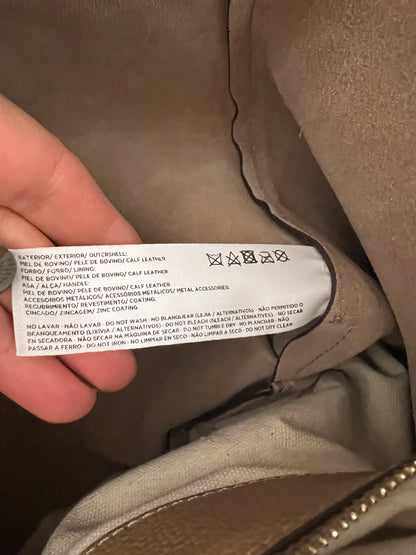 EXTERIOR/ EXTERIOR/ OUTERSHELL:
PIEL DE BOVINO/ PELE DE BOVINO/ CALF LEATHER
FORRO/ FORRO/ LINING:
PIEL DE BOVINO/ PELE DE BOVINO/ CALF LEATHER
ASA / ALÇA/ HANDLE:
PIEL DE BOVINO/ PELE DE BOVINO/ CALF LEATHER
ACCESORIOS METÁLICOS/ ACESSÓRIOS METÁLICOS/ METAL ACCESSORIES:
RECUBRIMIENTO/ REVESTIMENTO/ COATING:
CINCADO/ ZINCAGEM/ ZINC COATING
NO LAVAR - NÃO LAVAR - DO NOT WASH - NO BLANQUEAR (LEJÍA / ALTERNATIVOS) - NÃO PERMITIDO O
BRANQUEAMENTO (LIXÍVIA / ALTERNATIVOS) - DO NOT BLEACH (BLEACH / ALTERNATIVES) - NO SECAR
EN SECADORA - NÃO SECAR NA MÁQUINA DE SECAR - DO NOT TUMBLE DRY - NO PLANCHAR - NÃO
PASSAR A FERRO - DO NOT IRON - NO LIMPIAR EN SECO - NÃO LIMPAR A SECO - DO NOT DRY CLEAN